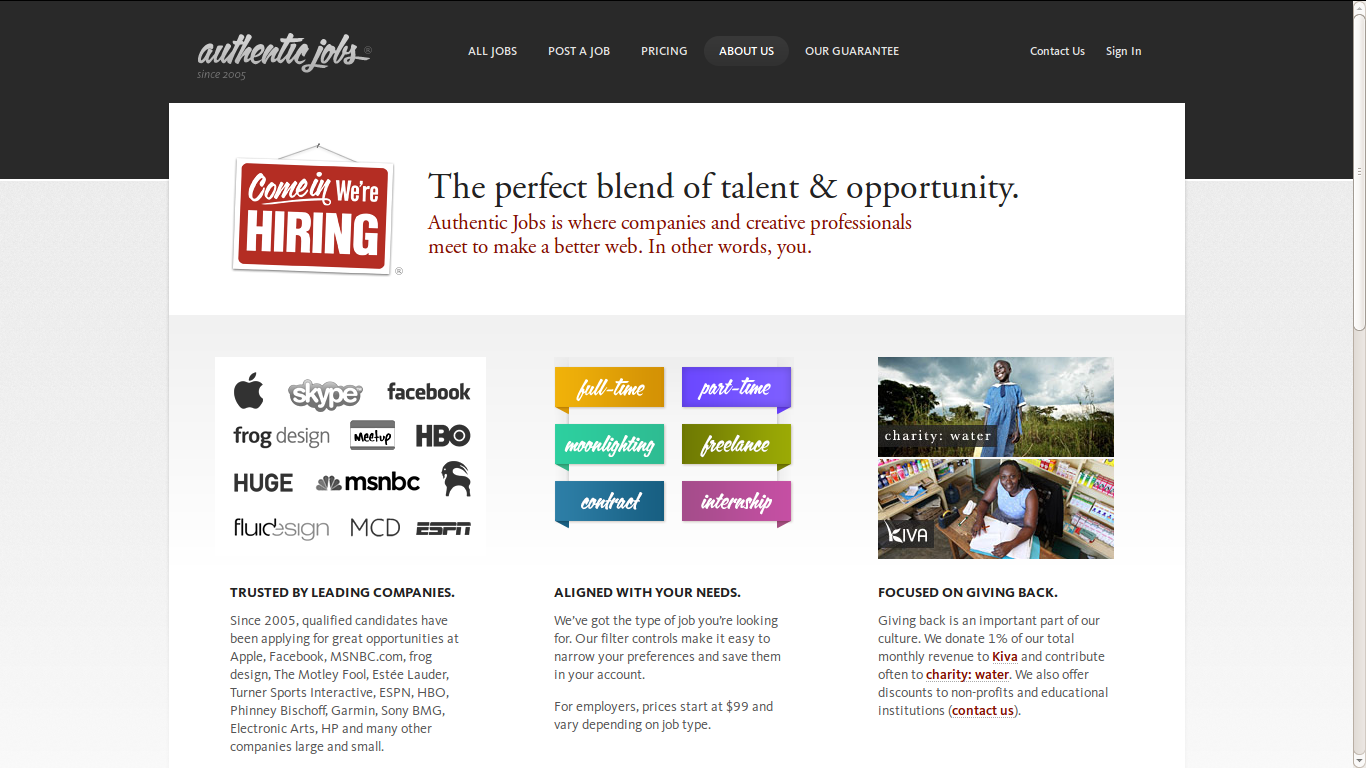 authentic jobs®
since 2005
ALL JOBS
POST A JOB
PRICING
ABOUT US
OUR GUARANTEE
Contact Us
Sign In
Come in We're
HIRING
®
The perfect blend of talent & opportunity.
Authentic Jobs is where companies and creative professionals
meet to make a better web. In other words, you.
skype
facebook
frog design
meetup
HBO
HUGE
msnbc
fluidesign
MCD
ESPN
TRUSTED BY LEADING COMPANIES.
Since 2005, qualified candidates have
been applying for great opportunities at
Apple, Facebook, MSNBC.com, frog
design, The Motley Fool, Estée Lauder,
Turner Sports Interactive, ESPN, HBO,
Phinney Bischoff, Garmin, Sony BMG,
Electronic Arts, HP and many other
companies large and small.
full-time
part-time
moonlighting
freelance
contract
internship
ALIGNED WITH YOUR NEEDS.
We've got the type of job you're looking
for. Our filter controls make it easy to
narrow your preferences and save them
in your account.
For employers, prices start at $99 and
vary depending on job type.
charity: water
KIVA
FOCUSED ON GIVING BACK.
Giving back is an important part of our
culture. We donate 1% of our total
monthly revenue to Kiva and contribute
often to charity: water. We also offer
discounts to non-profits and educational
institutions (contact us).